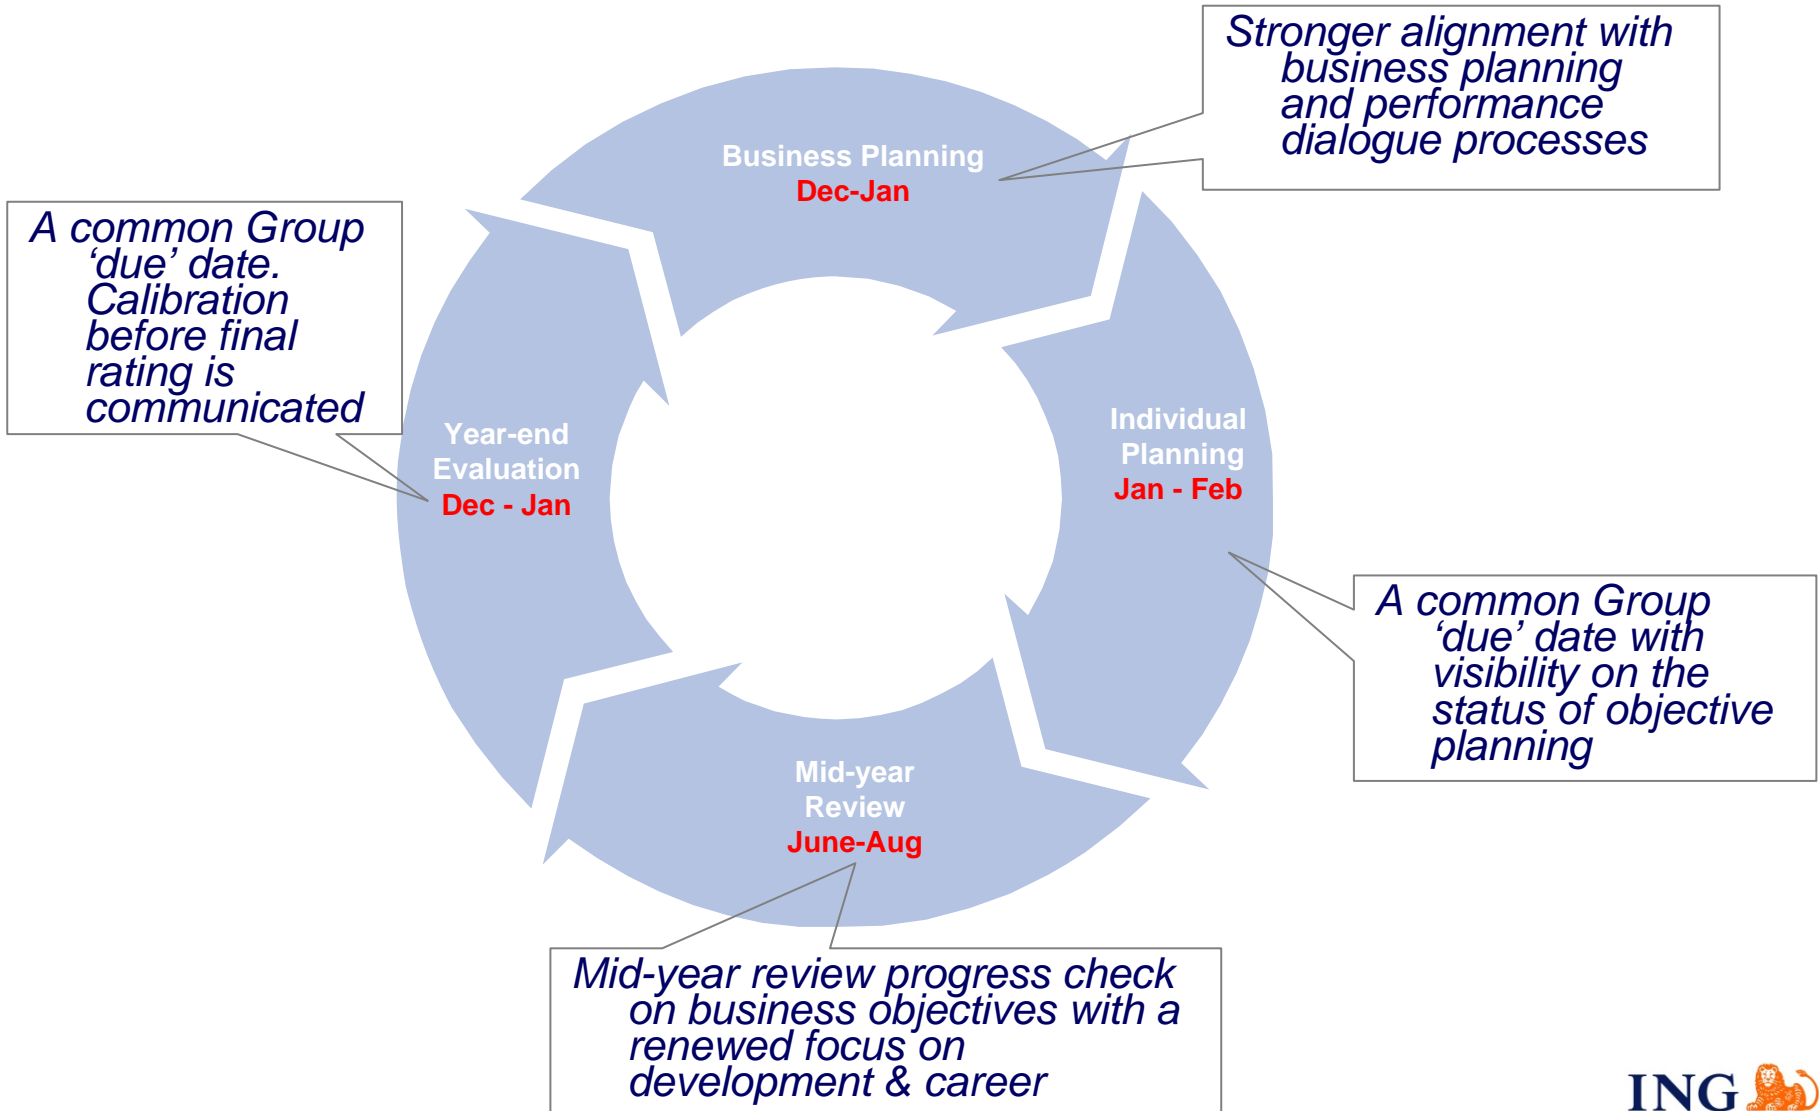 Stronger alignment with
business planning
and performance
dialogue processes
Business Planning
Dec-Jan
A common Group
‘due’ date.
Calibration
before final
rating is
communicated
Year-end
Evaluation
Dec - Jan
Individual
Planning
Jan - Feb
A common Group
‘due’ date with
visibility on the
status of objective
planning
Mid-year
Review
June-Aug
Mid-year review progress check
on business objectives with a
renewed focus on
development & career
ING